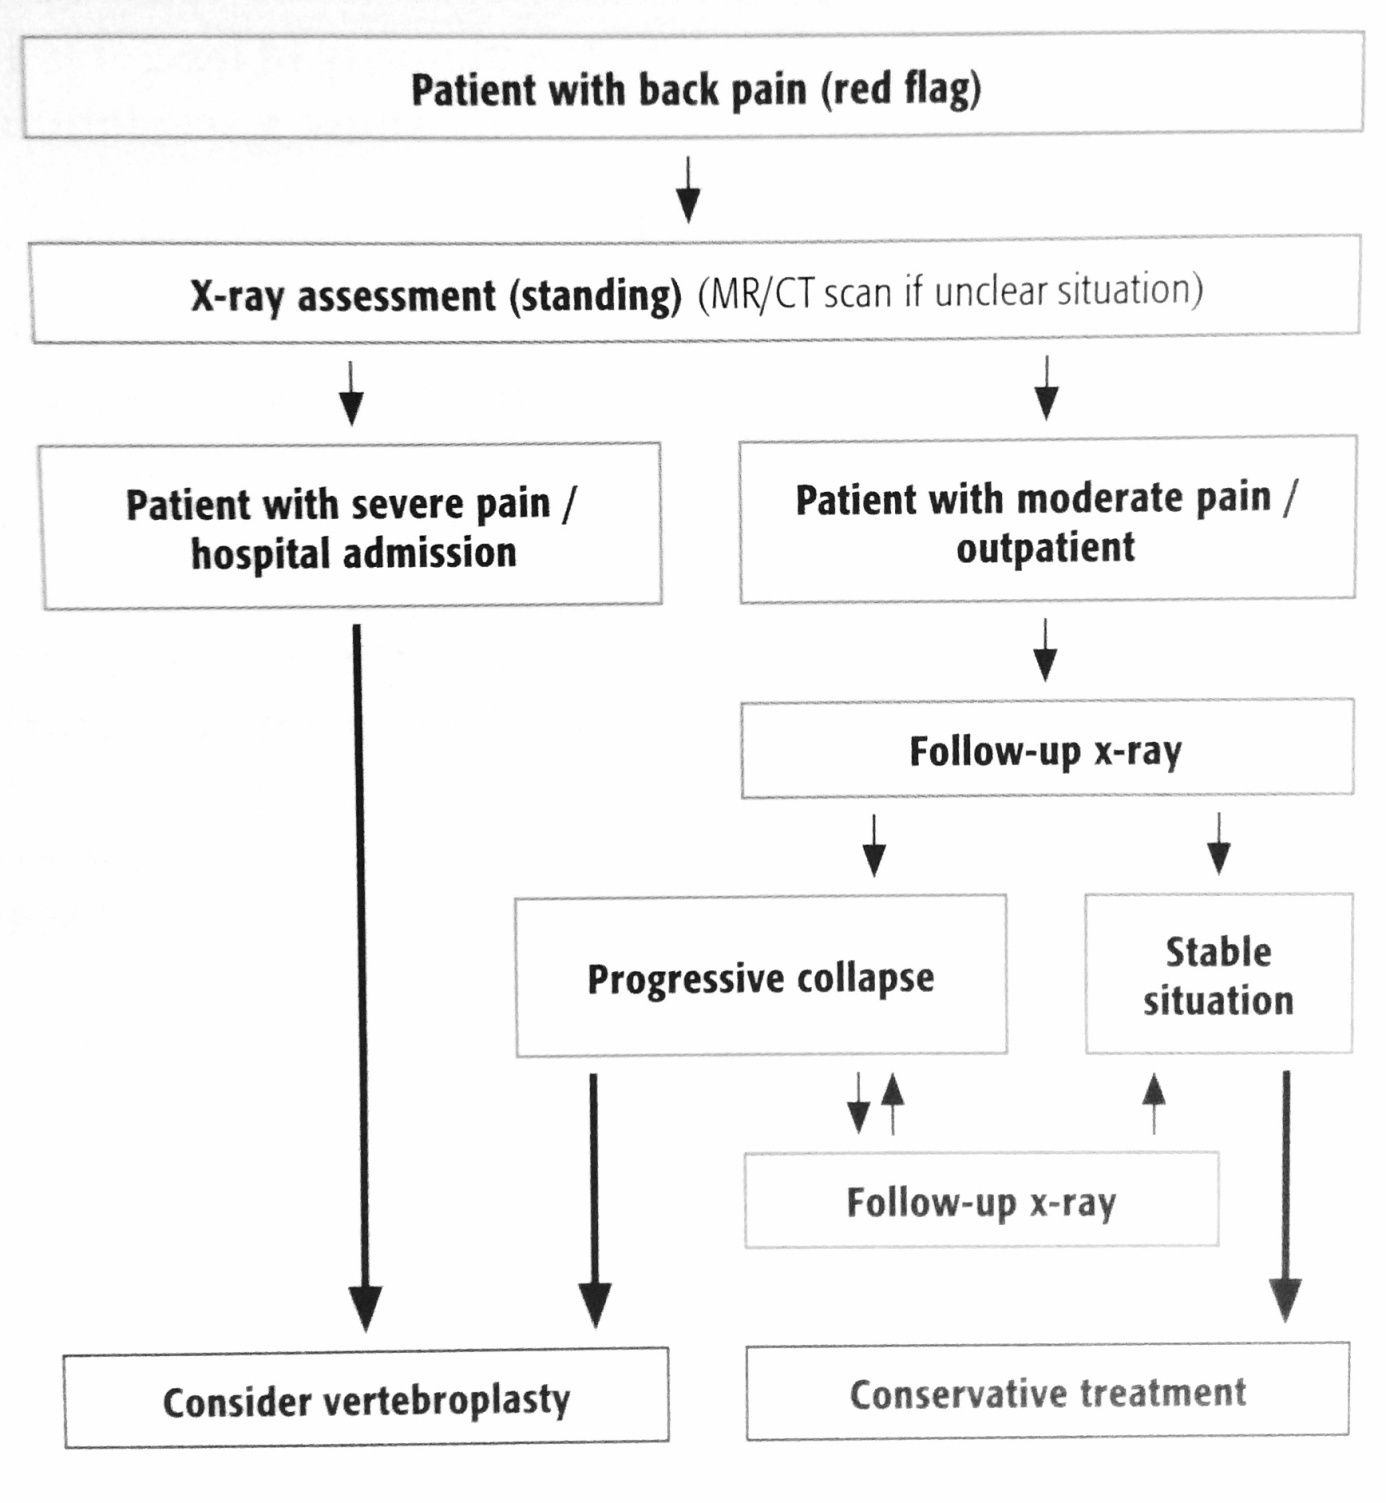 Patient with back pain (red flag)
X-ray assessment (standing) (MR/CT scan if unclear situation)
Patient with severe pain /
hospital admission
Patient with moderate pain /
outpatient
Follow-up x-ray
Progressive collapse
Stable
situation
Follow-up x-ray
Consider vertebroplasty
Conservative treatment